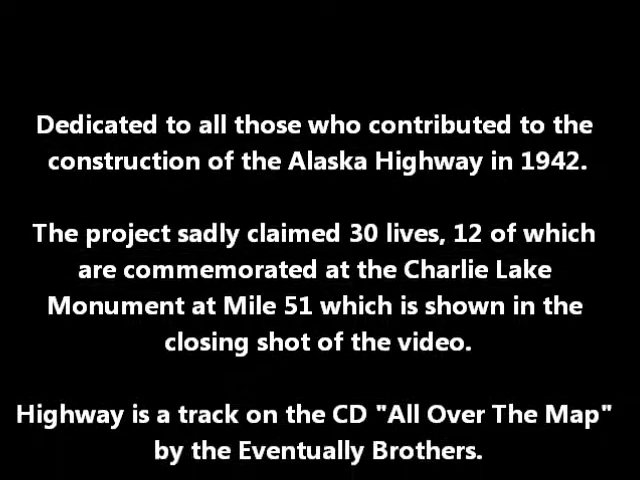 Dedicated to all those who contributed to the
construction of the Alaska Highway in 1942.
The project sadly claimed 30 lives, 12 of which
are commemorated at the Charlie Lake
Monument at Mile 51 which is shown in the
closing shot of the video.
Highway is a track on the CD "All Over The Map"
by the Eventually Brothers.